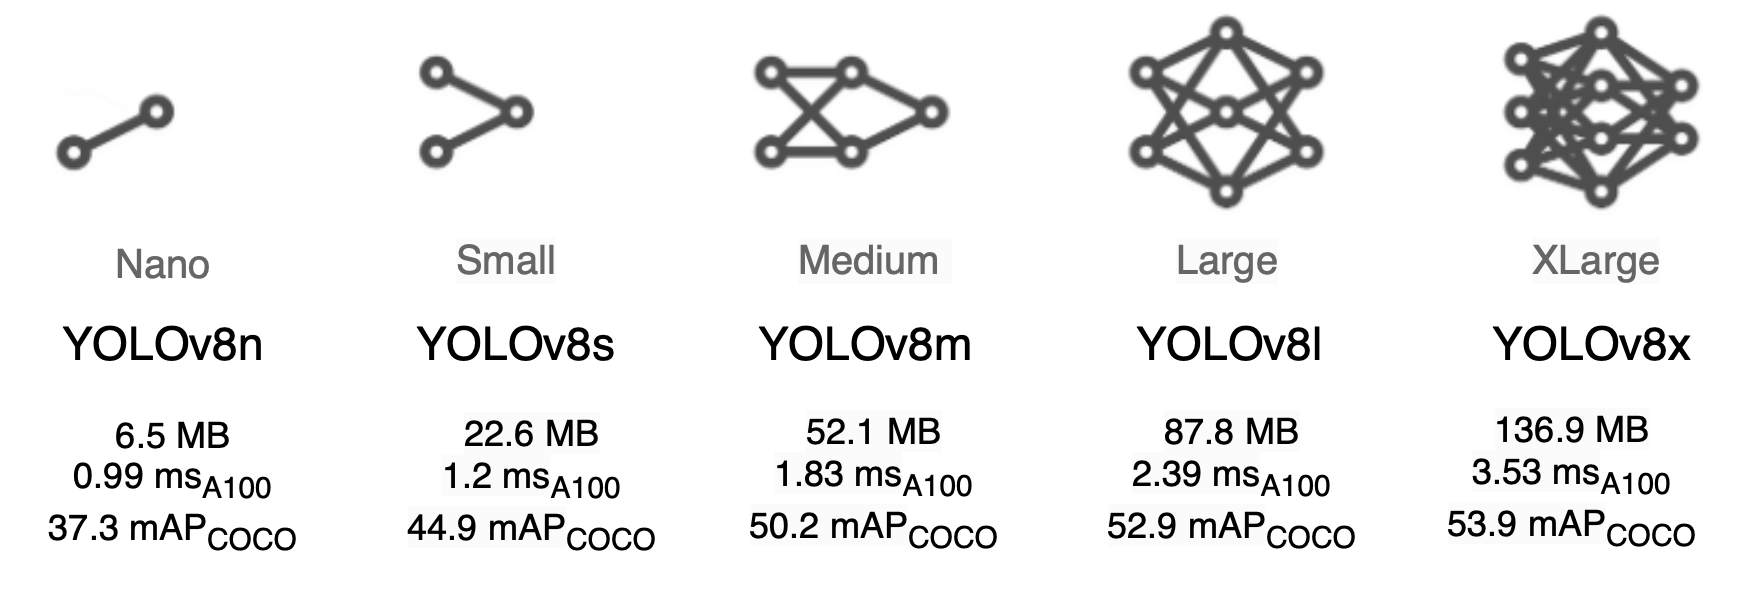 Nano
YOLOv8n
6.5 MB
0.99 msA100
37.3 mAPCOCO
Small
YOLOv8s
22.6 MB
1.2 msA100
44.9 mAPCOCO
Medium
YOLOv8m
52.1 MB
1.83 msA100
50.2 mAPCOCO
Large
YOLOv8l
87.8 MB
2.39 msA100
52.9 mAPCOCO
XLarge
YOLOv8x
136.9 MB
3.53 msA100
53.9 mAPCOCO